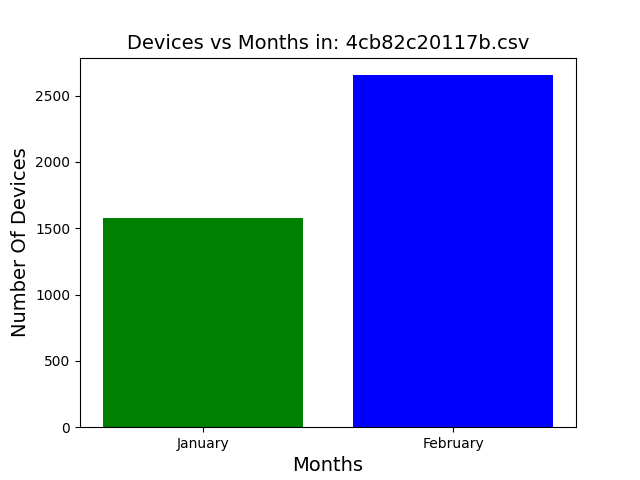 Devices vs Months in: 4cb82c20117b.csv
Number Of Devices
2500
2000
1500
1000
500
0
January February
Months